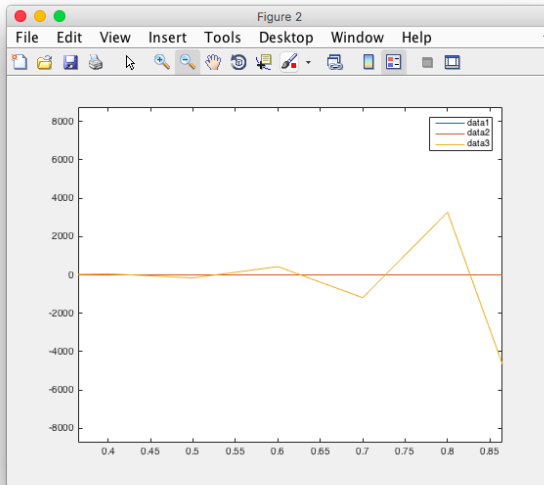 Figure 2
File Edit View Insert Tools Desktop Window Help
data1
data2
data3
8000
6000
4000
2000
0
-2000
-4000
-6000
-8000
0.4 0.45 0.5 0.55 0.6 0.65 0.7 0.75 0.8 0.85